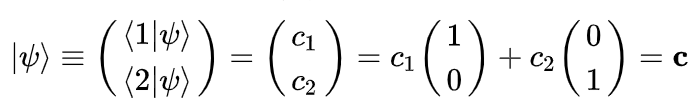 |ψ⟩ ≡ ( ⟨1|ψ⟩ ⟨2|ψ⟩ ) = ( c₁ c₂ ) = c₁ ( 1 0 ) + c₂ ( 0 1 ) = **c**